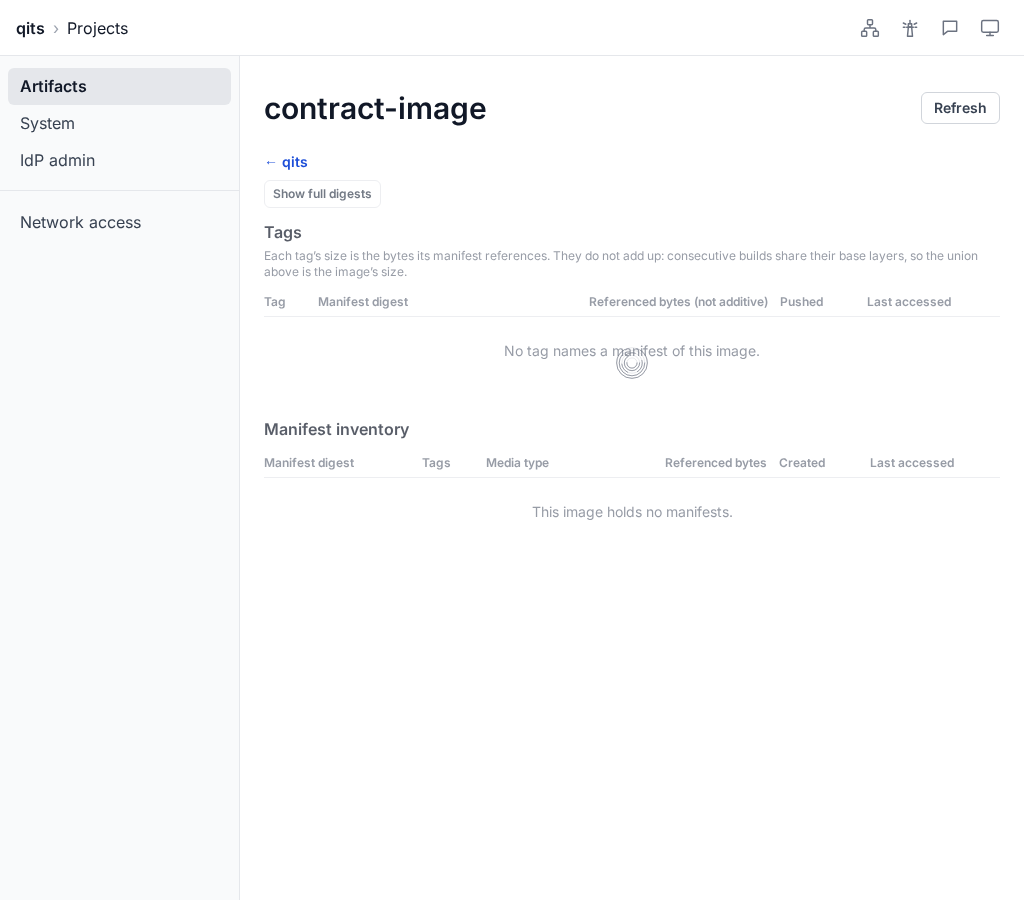 qits › Projects
Artifacts
System
IdP admin
Network access
contract-image
Refresh
← qits
Show full digests
Tags
Each tag’s size is the bytes its manifest references. They do not add up: consecutive builds share their base layers, so the union
above is the image’s size.
Tag Manifest digest Referenced bytes (not additive) Pushed Last accessed
No tag names a manifest of this image.
Manifest inventory
Manifest digest Tags Media type Referenced bytes Created Last accessed
This image holds no manifests.